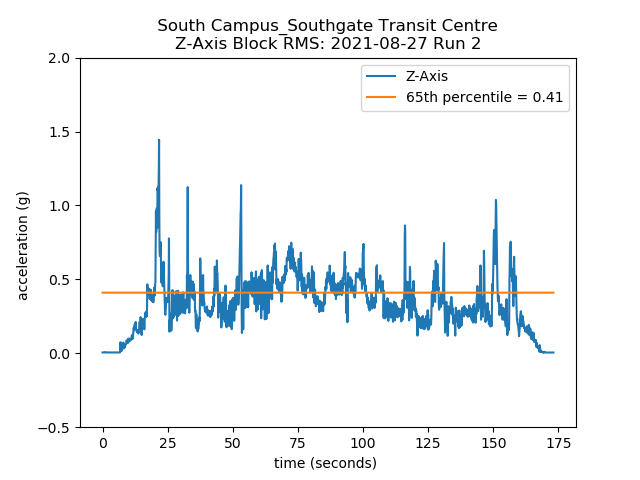 South Campus_Southgate Transit Centre
Z-Axis Block RMS: 2021-08-27 Run 2
Z-Axis
65th percentile = 0.41
acceleration (g)
2.0
1.5
1.0
0.5
0.0
−0.5
0 25 50 75 100 125 150 175
time (seconds)